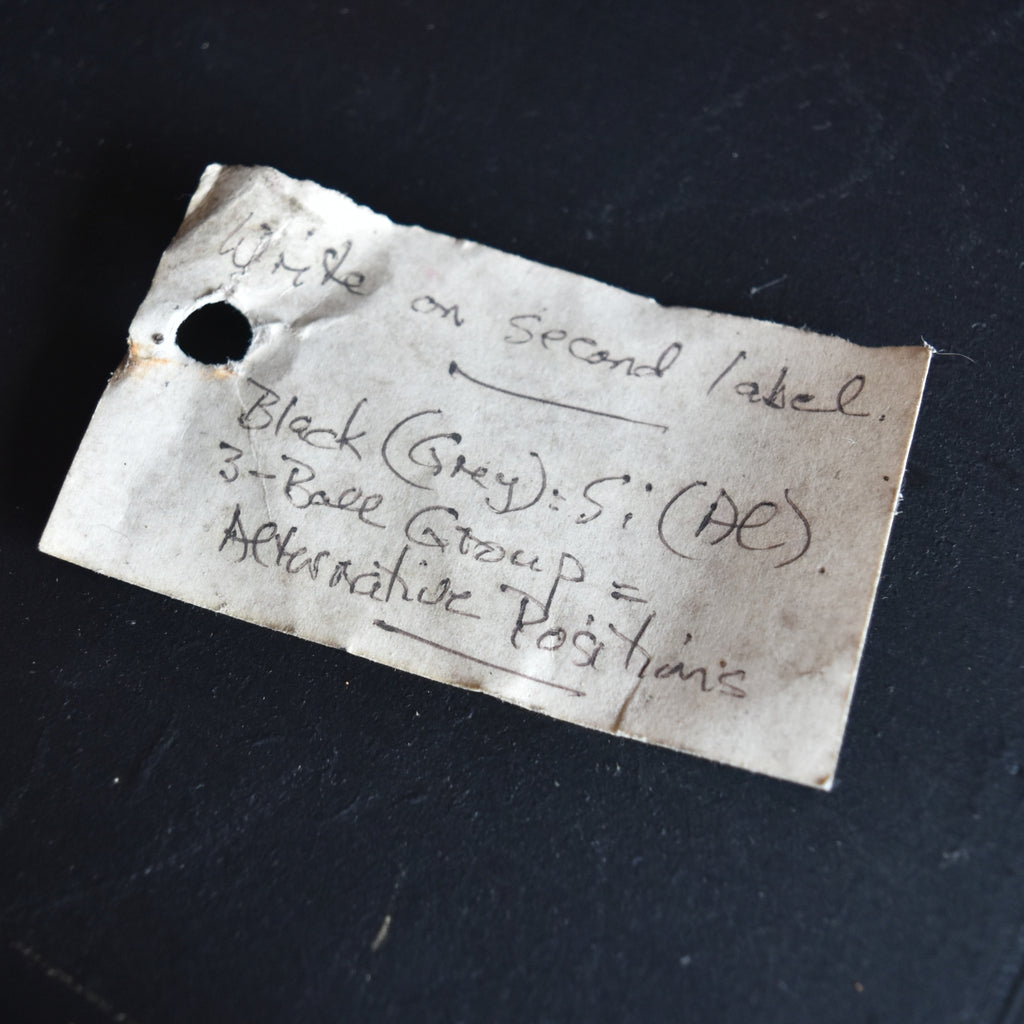 Write on second label.
Black (Grey): Si (Al).
3-Ball Group =
Alternative Positions